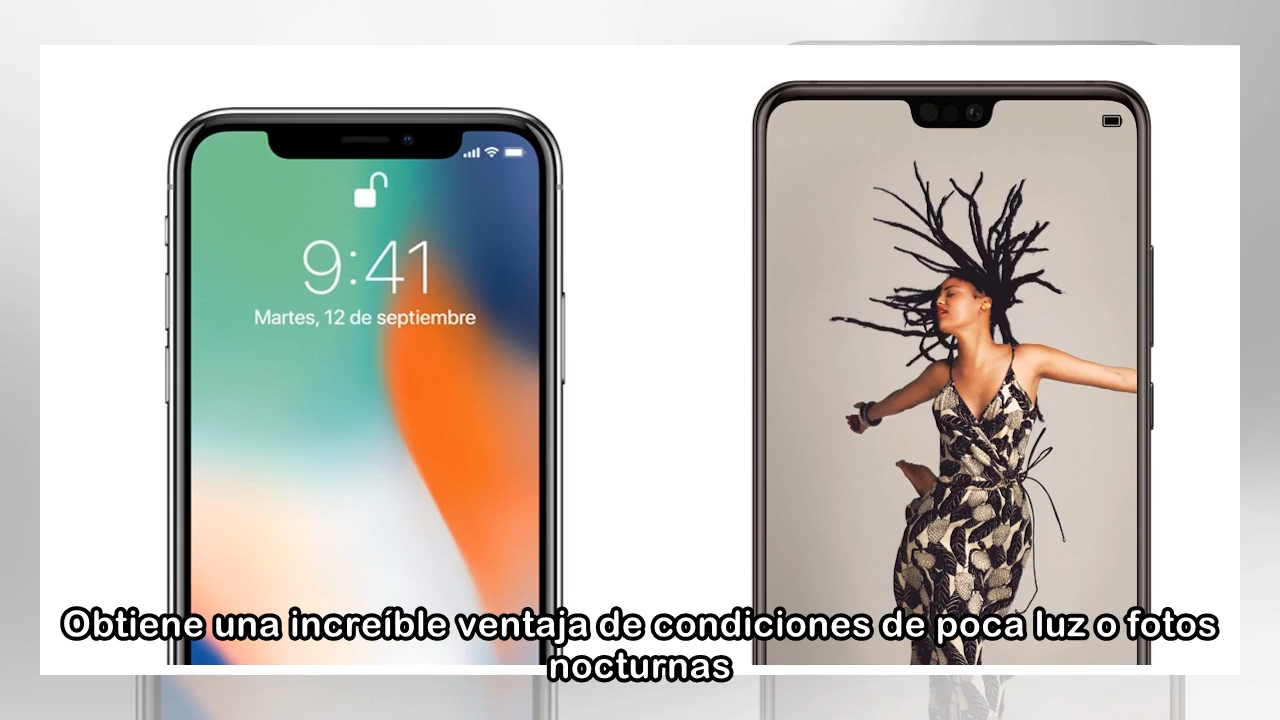 9:41
Martes, 12 de septiembre
Obtiene una increíble ventaja de condiciones de poca luz o fotos
nocturnas